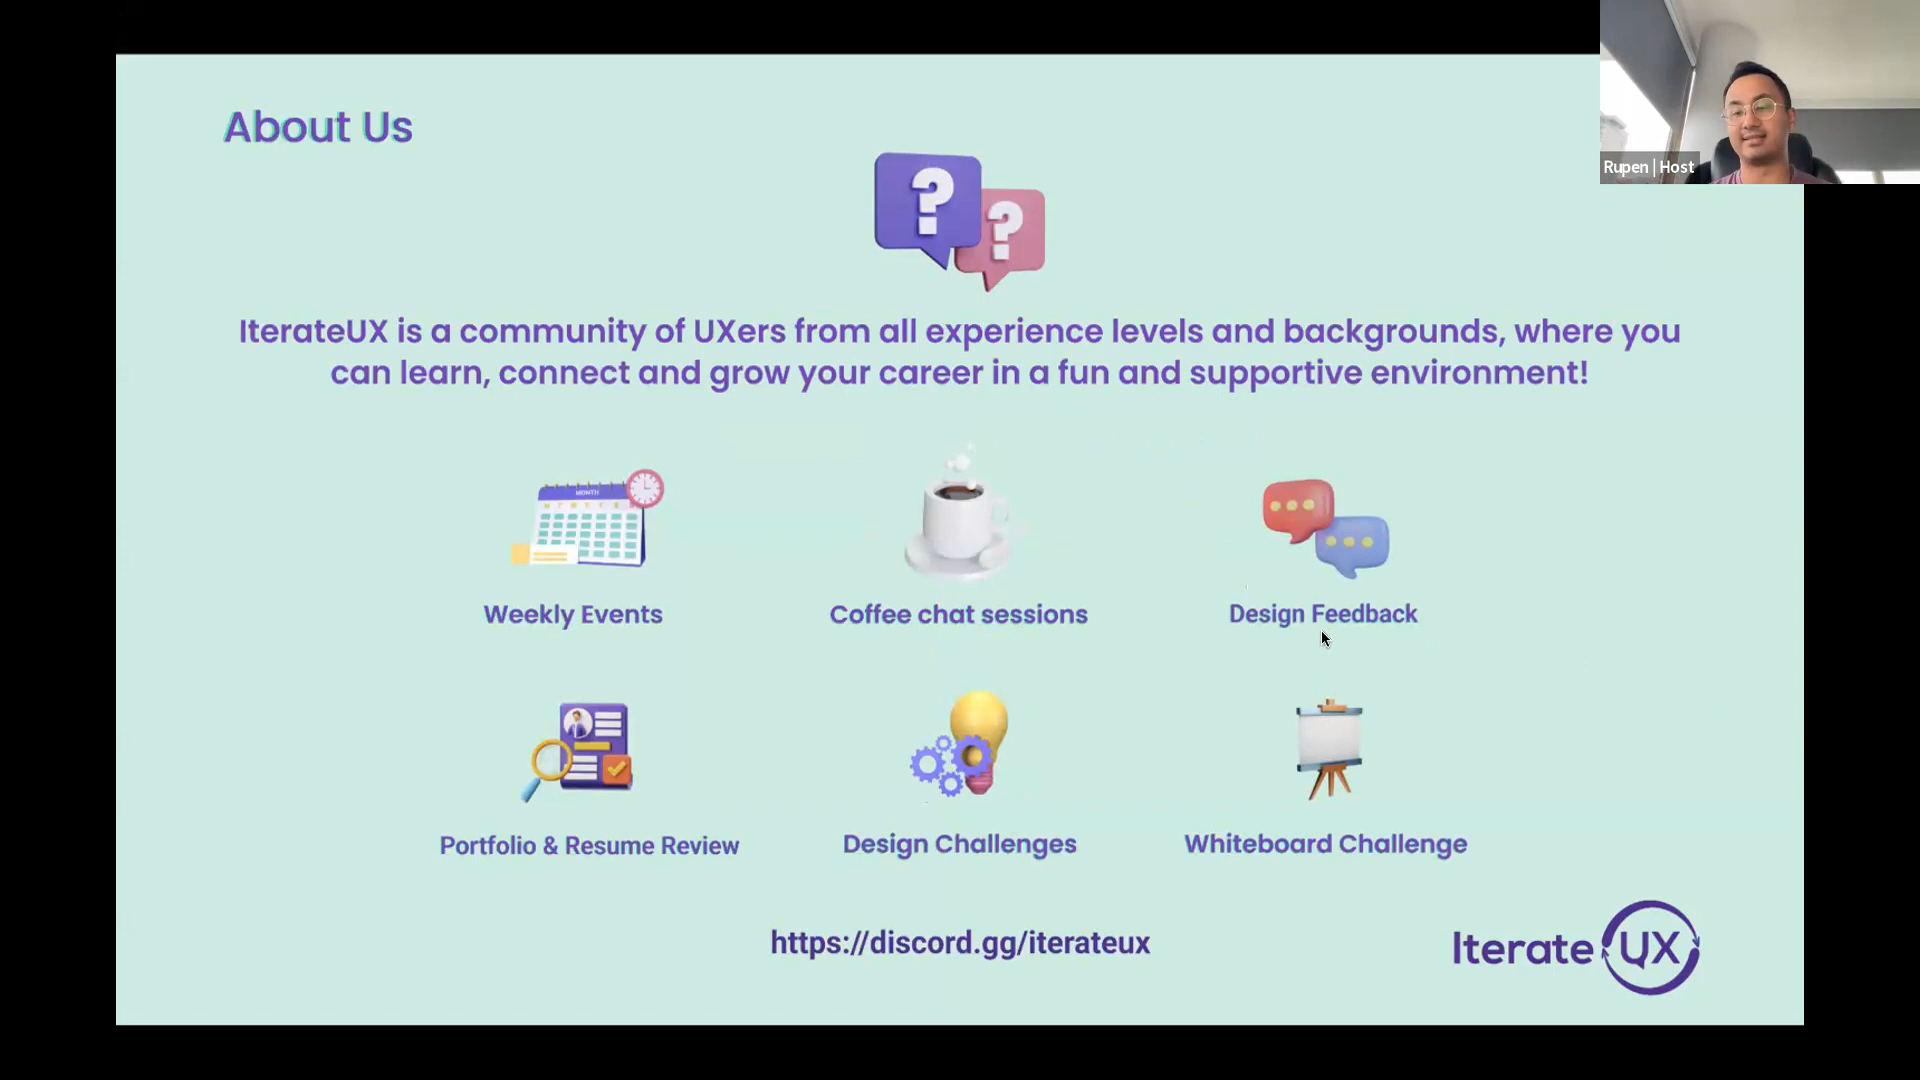 About Us
Rupen | Host
IterateUX is a community of UXers from all experience levels and backgrounds, where you
can learn, connect and grow your career in a fun and supportive environment!
MONTH
Weekly Events
Coffee chat sessions
Design Feedback
Portfolio & Resume Review
Design Challenges
Whiteboard Challenge
https://discord.gg/iterateux
Iterate UX